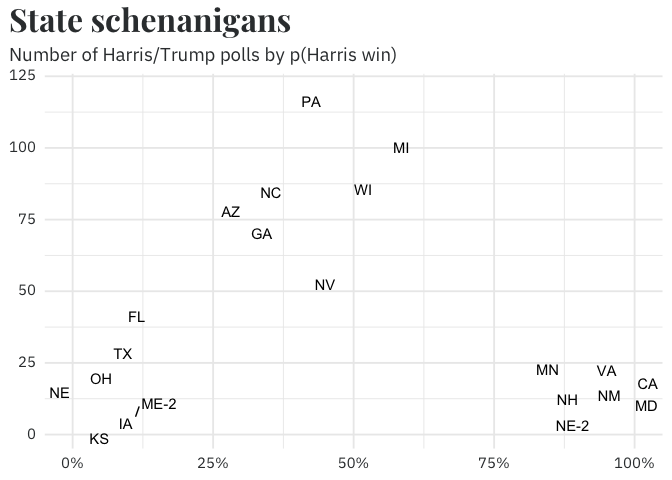 State schenanigans
Number of Harris/Trump polls by p(Harris win)
125
PA
100
MI
NC
WI
AZ
75
GA
NV
50
FL
TX
25
MN
VA
OH
CA
NE
NM
NH
MD
ME-2
IA
NE-2
0
KS
0%
25%
50%
75%
100%